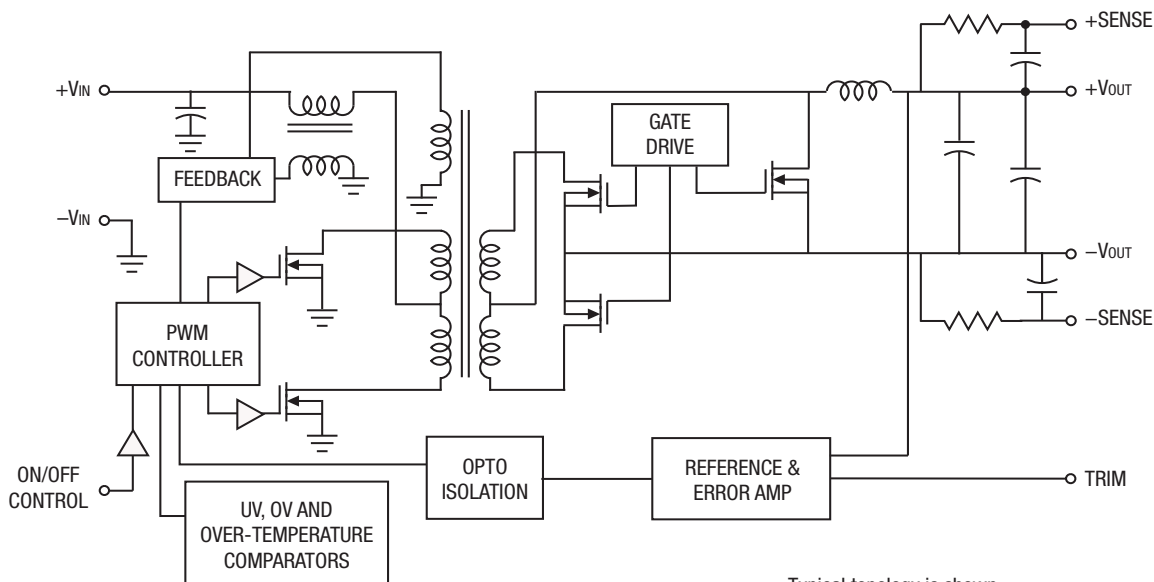 +SENSE
+VIN
+VOUT
GATE
DRIVE
FEEDBACK
−VIN
−VOUT
PWM
CONTROLLER
−SENSE
ON/OFF
CONTROL
OPTO
ISOLATION
REFERENCE &
ERROR AMP
TRIM
UV, OV AND
OVER-TEMPERATURE
COMPARATORS